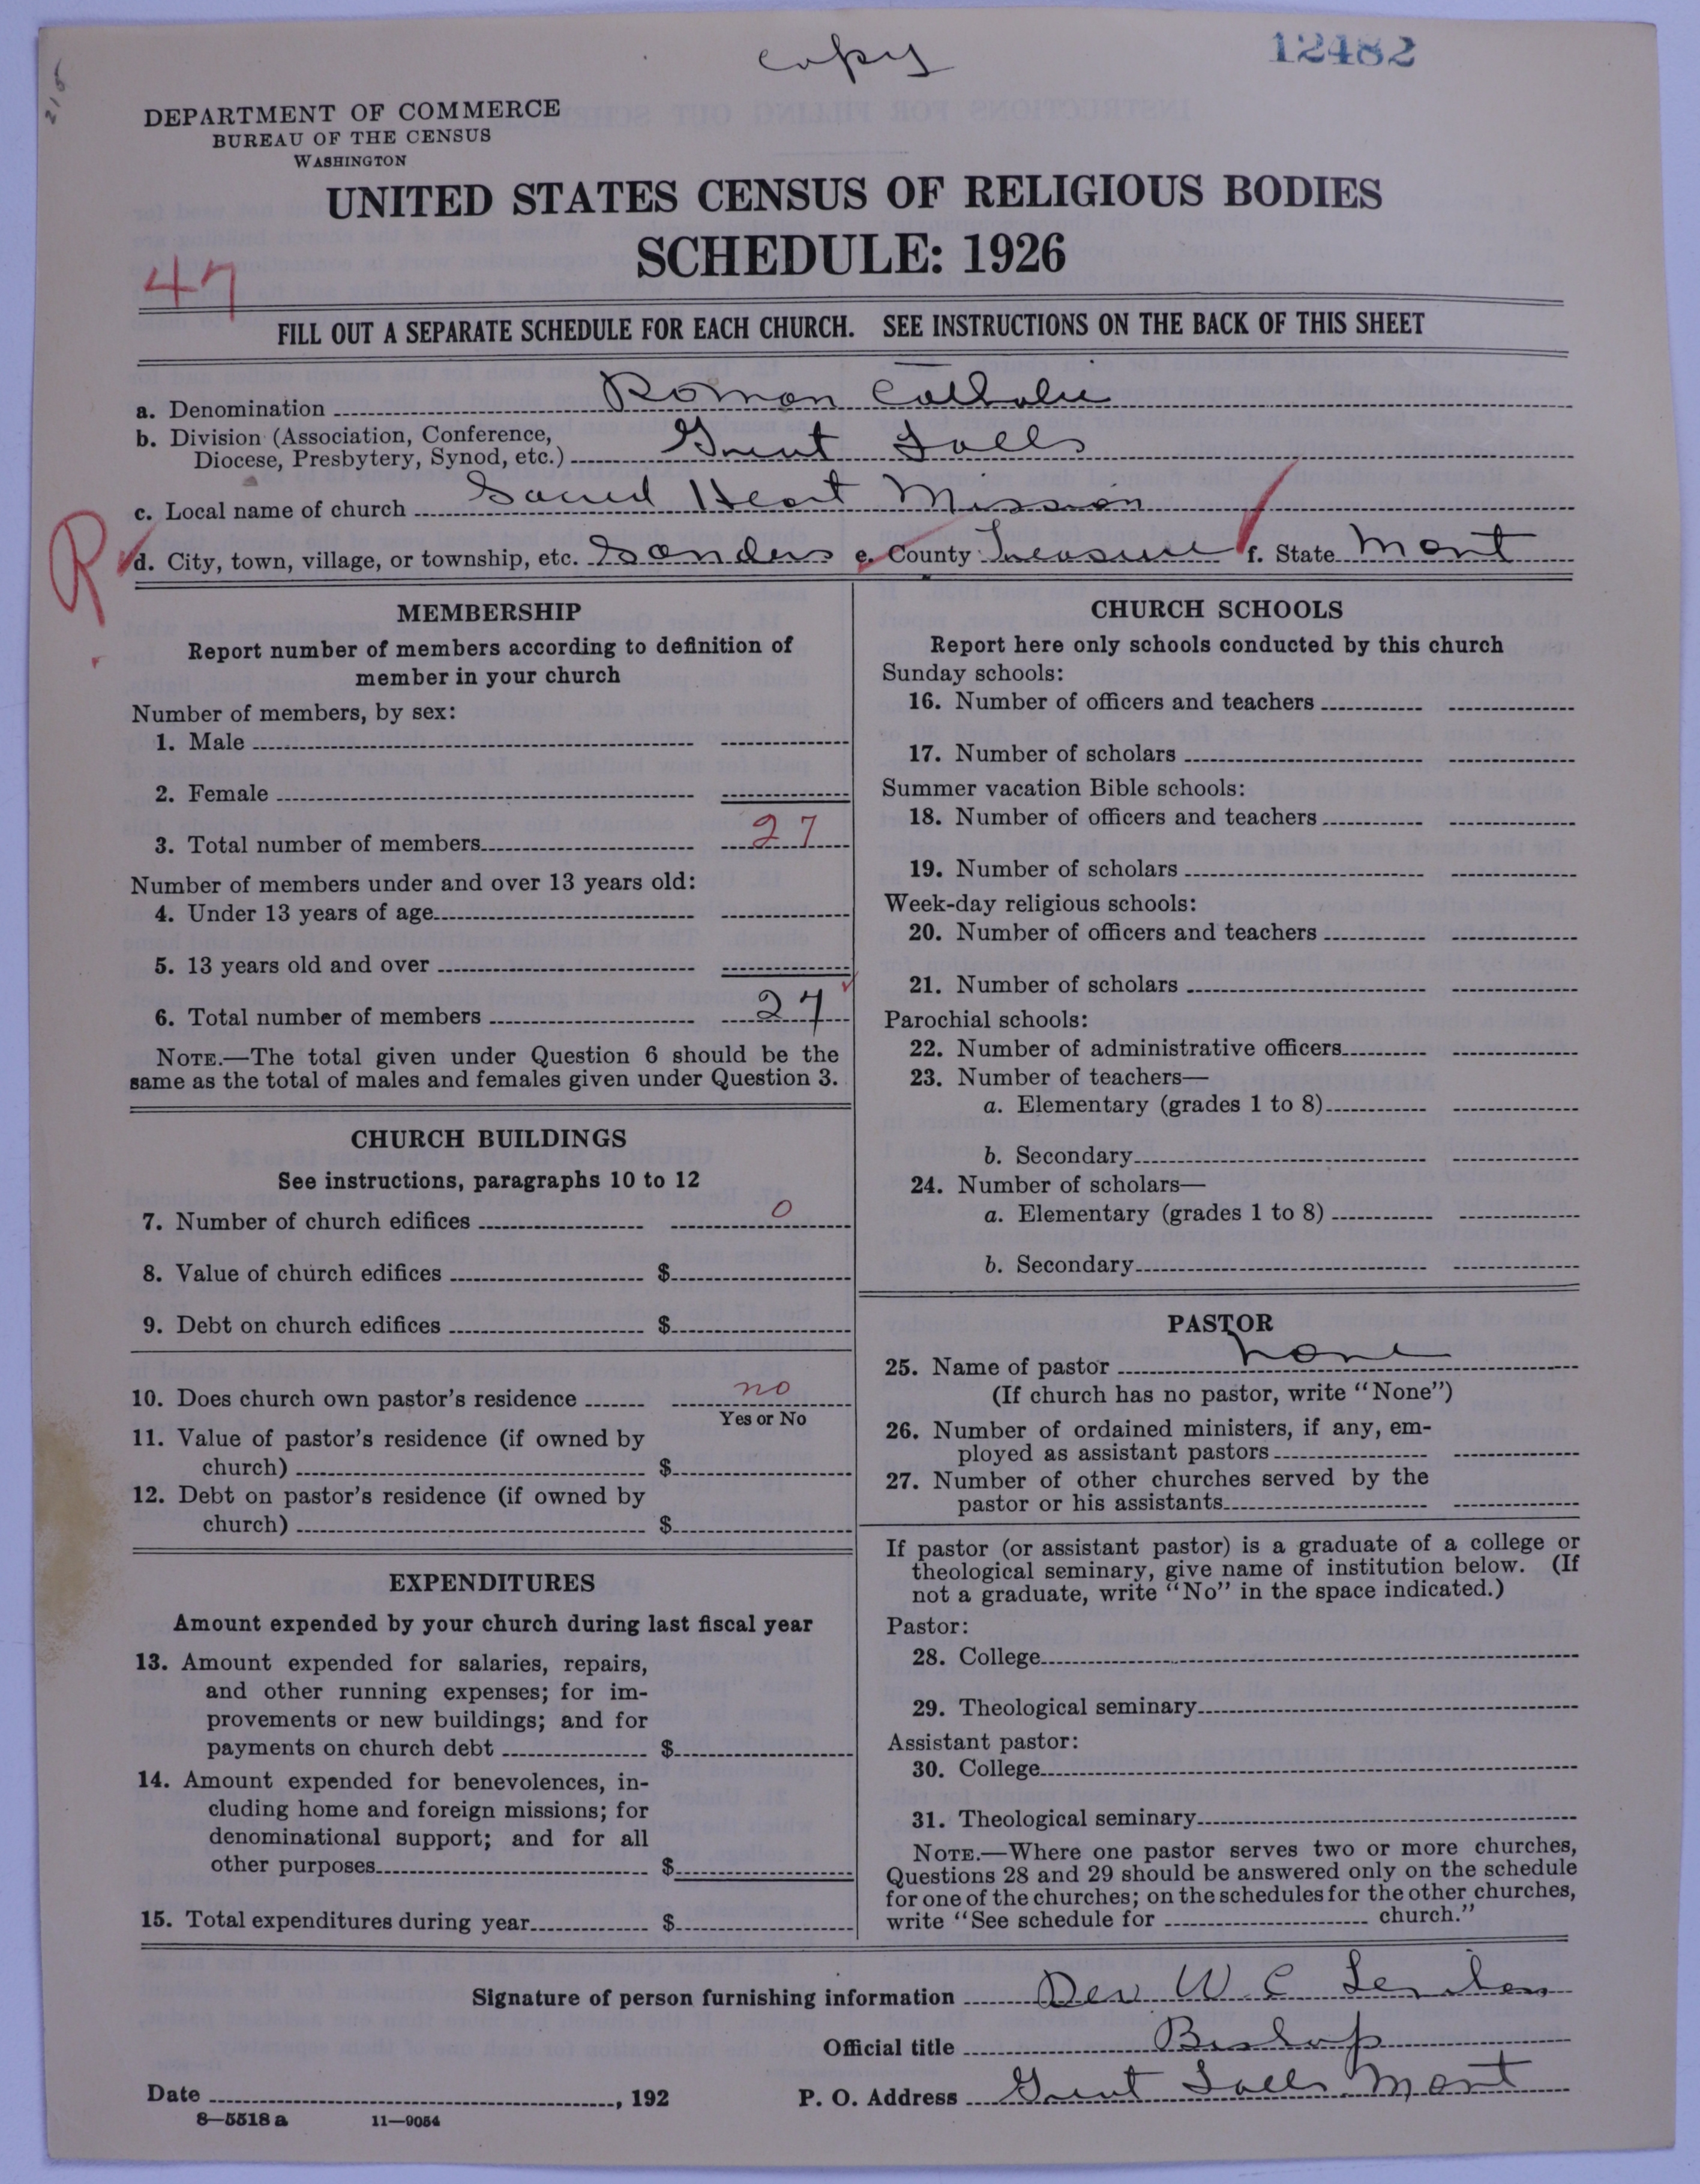 copy
12482
216
DEPARTMENT OF COMMERCE
BUREAU OF THE CENSUS
WASHINGTON
UNITED STATES CENSUS OF RELIGIOUS BODIES
SCHEDULE: 1926
47
FILL OUT A SEPARATE SCHEDULE FOR EACH CHURCH. SEE INSTRUCTIONS ON THE BACK OF THIS SHEET
a. Denomination Roman Catholic
b. Division (Association, Conference,
Diocese, Presbytery, Synod, etc.) Great Falls
c. Local name of church Sacred Heart Mission
R
d. City, town, village, or township, etc. Sanders e. County Treasure f. State Mont
MEMBERSHIP
Report number of members according to definition of
member in your church
Number of members, by sex:
1. Male
2. Female
3. Total number of members 27
Number of members under and over 13 years old:
4. Under 13 years of age
5. 13 years old and over
6. Total number of members 27
NOTE.—The total given under Question 6 should be the
same as the total of males and females given under Question 3.
CHURCH BUILDINGS
See instructions, paragraphs 10 to 12
7. Number of church edifices 0
8. Value of church edifices $
9. Debt on church edifices $
10. Does church own pastor's residence no
Yes or No
11. Value of pastor's residence (if owned by
church) $
12. Debt on pastor's residence (if owned by
church) $
EXPENDITURES
Amount expended by your church during last fiscal year
13. Amount expended for salaries, repairs,
and other running expenses; for im-
provements or new buildings; and for
payments on church debt $
14. Amount expended for benevolences, in-
cluding home and foreign missions; for
denominational support; and for all
other purposes $
15. Total expenditures during year $
CHURCH SCHOOLS
Report here only schools conducted by this church
Sunday schools:
16. Number of officers and teachers
17. Number of scholars
Summer vacation Bible schools:
18. Number of officers and teachers
19. Number of scholars
Week-day religious schools:
20. Number of officers and teachers
21. Number of scholars
Parochial schools:
22. Number of administrative officers
23. Number of teachers—
a. Elementary (grades 1 to 8)
b. Secondary
24. Number of scholars—
a. Elementary (grades 1 to 8)
b. Secondary
PASTOR
25. Name of pastor None
(If church has no pastor, write "None")
26. Number of ordained ministers, if any, em-
ployed as assistant pastors
27. Number of other churches served by the
pastor or his assistants
If pastor (or assistant pastor) is a graduate of a college or
theological seminary, give name of institution below. (If
not a graduate, write "No" in the space indicated.)
Pastor:
28. College
29. Theological seminary
Assistant pastor:
30. College
31. Theological seminary
NOTE.—Where one pastor serves two or more churches,
Questions 28 and 29 should be answered only on the schedule
for one of the churches; on the schedules for the other churches,
write "See schedule for church."
Signature of person furnishing information W. C.
Official title Bishop
Date , 192 P. O. Address Great Falls Mont
8—5518 a 11—9054